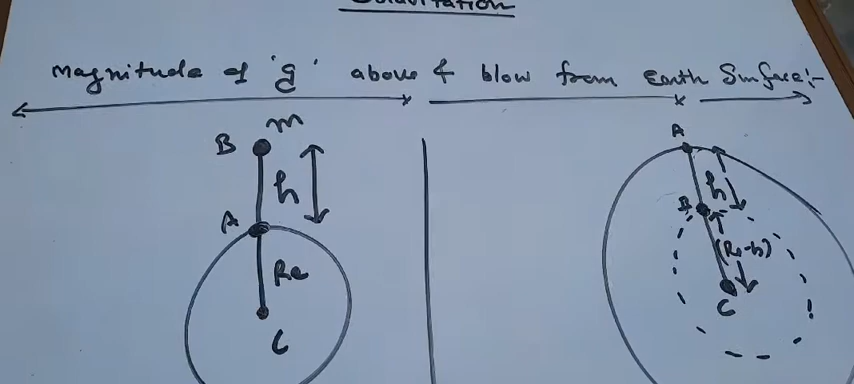 Gravitation
Magnitude of 'g' above & blow from Earth Surface:-
B m
h
A
Re
C
A
h
B
(Re-h)
C